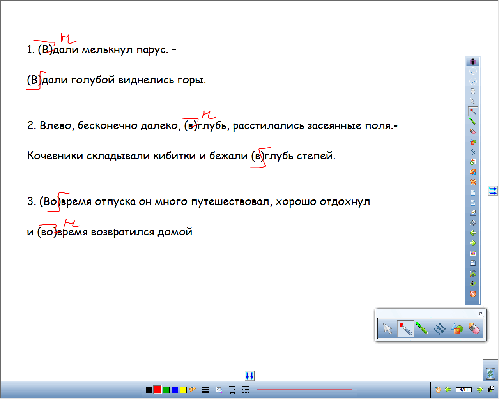 н
1. (В)дали мелькнул парус. -
(В)дали голубой виднелись горы.
н
2. Влево, бесконечно далеко, (в)глубь, расстилались засеянные поля.-
Кочевники складывали кибитки и бежали (в)глубь степей.
3. (Во)время отпуска он много путешествовал, хорошо отдохнул
н
и (во)время возвратился домой